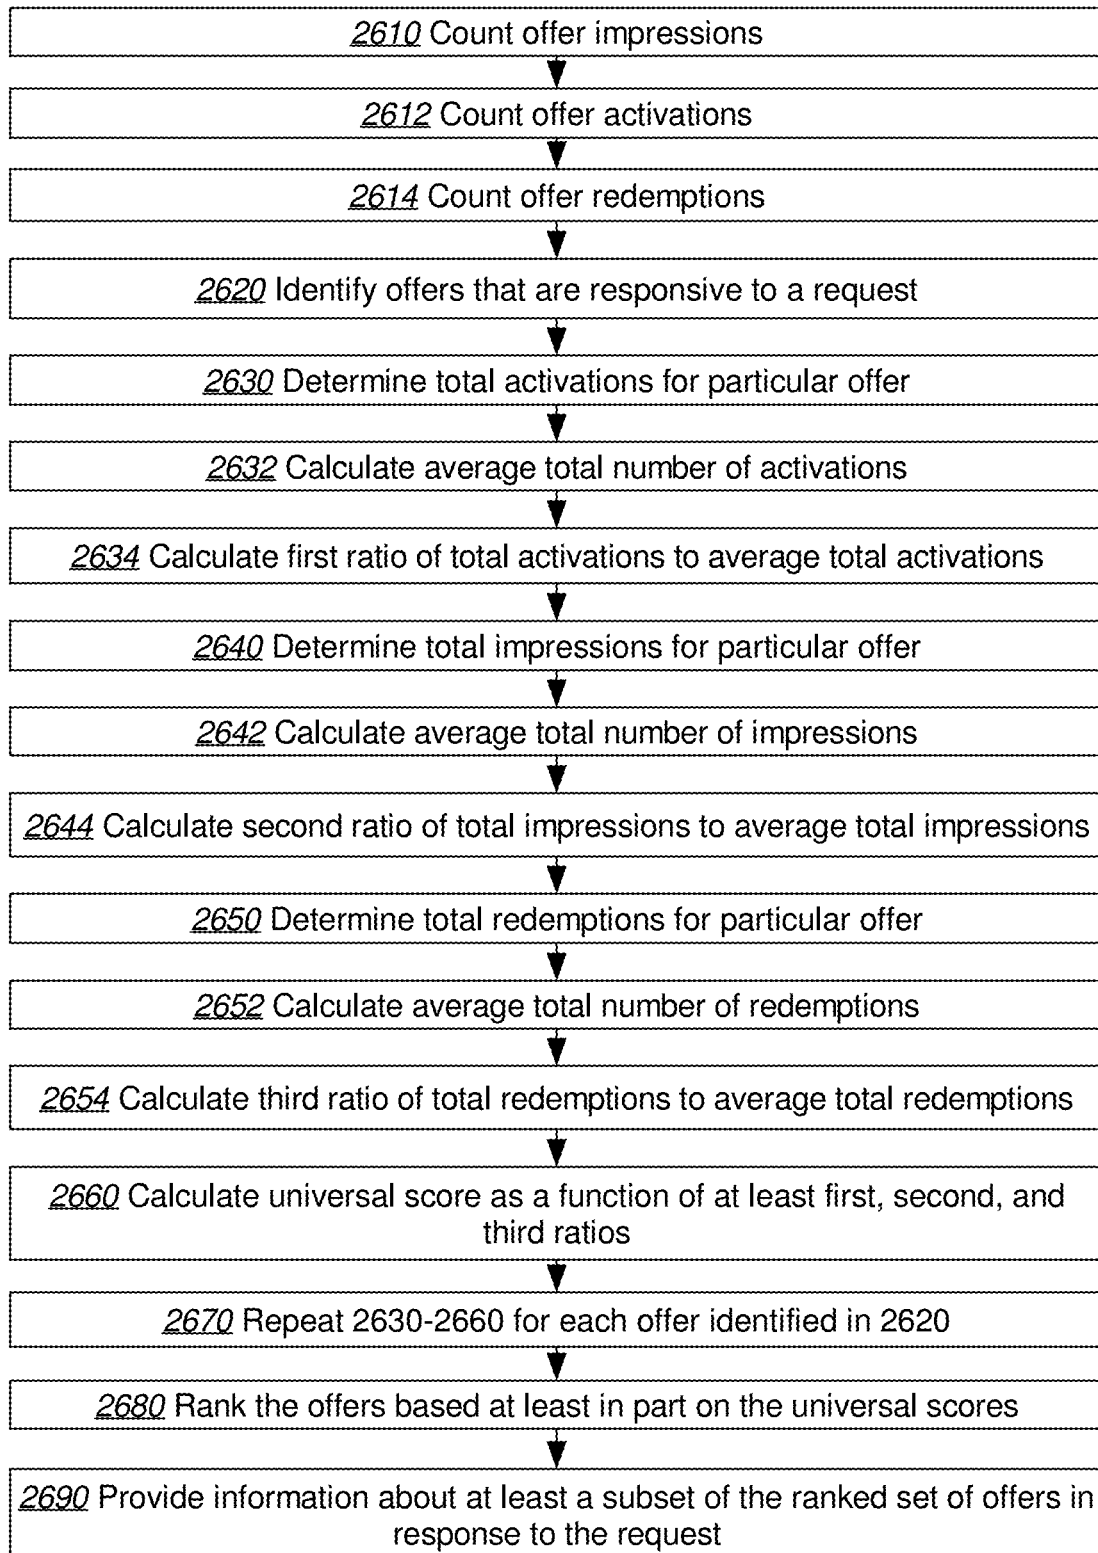 2610 Count offer impressions
2612 Count offer activations
2614 Count offer redemptions
2620 Identify offers that are responsive to a request
2630 Determine total activations for particular offer
2632 Calculate average total number of activations
2634 Calculate first ratio of total activations to average total activations
2640 Determine total impressions for particular offer
2642 Calculate average total number of impressions
2644 Calculate second ratio of total impressions to average total impressions
2650 Determine total redemptions for particular offer
2652 Calculate average total number of redemptions
2654 Calculate third ratio of total redemptions to average total redemptions
2660 Calculate universal score as a function of at least first, second, and
third ratios
2670 Repeat 2630-2660 for each offer identified in 2620
2680 Rank the offers based at least in part on the universal scores
2690 Provide information about at least a subset of the ranked set of offers in
response to the request